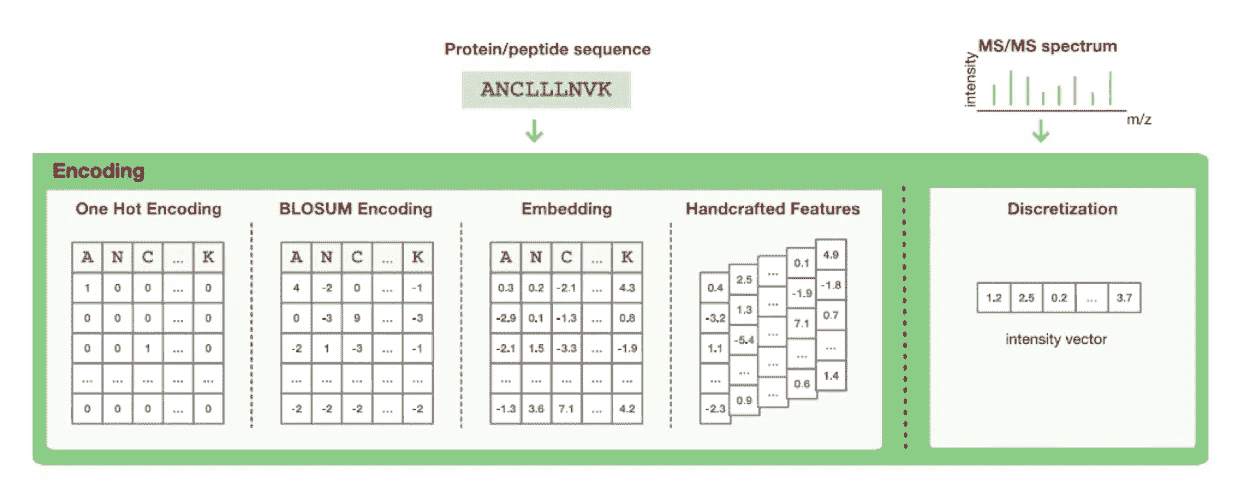 Protein/peptide sequence
ANCLLLNVK
MS/MS spectrum
intensity
m/z
Encoding
One Hot Encoding
A N C ... K
1 0 0 ... 0
0 0 0 ... 0
0 0 1 ... 0
... ... ... ... ...
0 0 0 ... 0
BLOSUM Encoding
A N C ... K
4 -2 0 ... -1
0 -3 9 ... -3
-2 1 -3 ... -1
... ... ... ... ...
-2 -2 -2 ... -2
Embedding
A N C ... K
0.3 0.2 -2.1 ... 4.3
-2.9 0.1 -1.3 ... 0.8
-2.1 1.5 -3.3 ... -1.9
... ... ... ... ...
-1.3 3.6 7.1 ... 4.2
Handcrafted Features
0.4 2.5 ... 0.1 4.9
-3.2 1.3 ... -1.9 -1.8
1.1 -5.4 ... 7.1 0.7
... ... ... ... ...
-2.3 0.9 ... 0.6 1.4
Discretization
1.2 2.5 0.2 ... 3.7
intensity vector